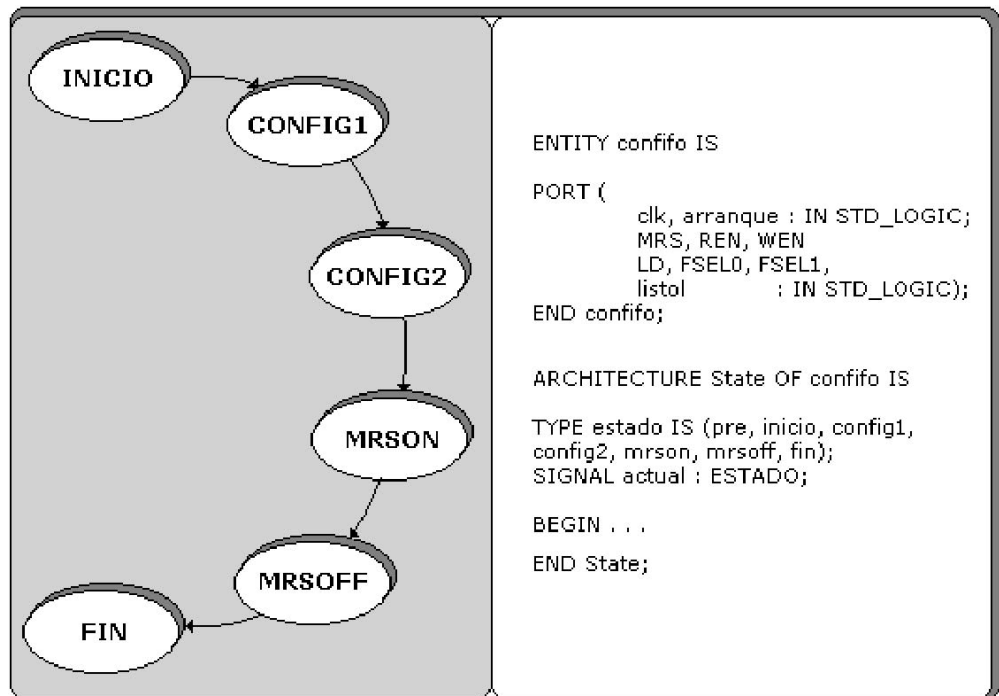 INICIO
CONFIG1
CONFIG2
MRSON
MRSOFF
FIN
ENTITY confifo IS
PORT (
clk, arranque : IN STD_LOGIC;
MRS, REN, WEN
LD, FSEL0, FSEL1,
listol : IN STD_LOGIC);
END confifo;
ARCHITECTURE State OF confifo IS
TYPE estado IS (pre, inicio, config1,
config2, mrson, mrsoff, fin);
SIGNAL actual : ESTADO;
BEGIN . . .
END State;